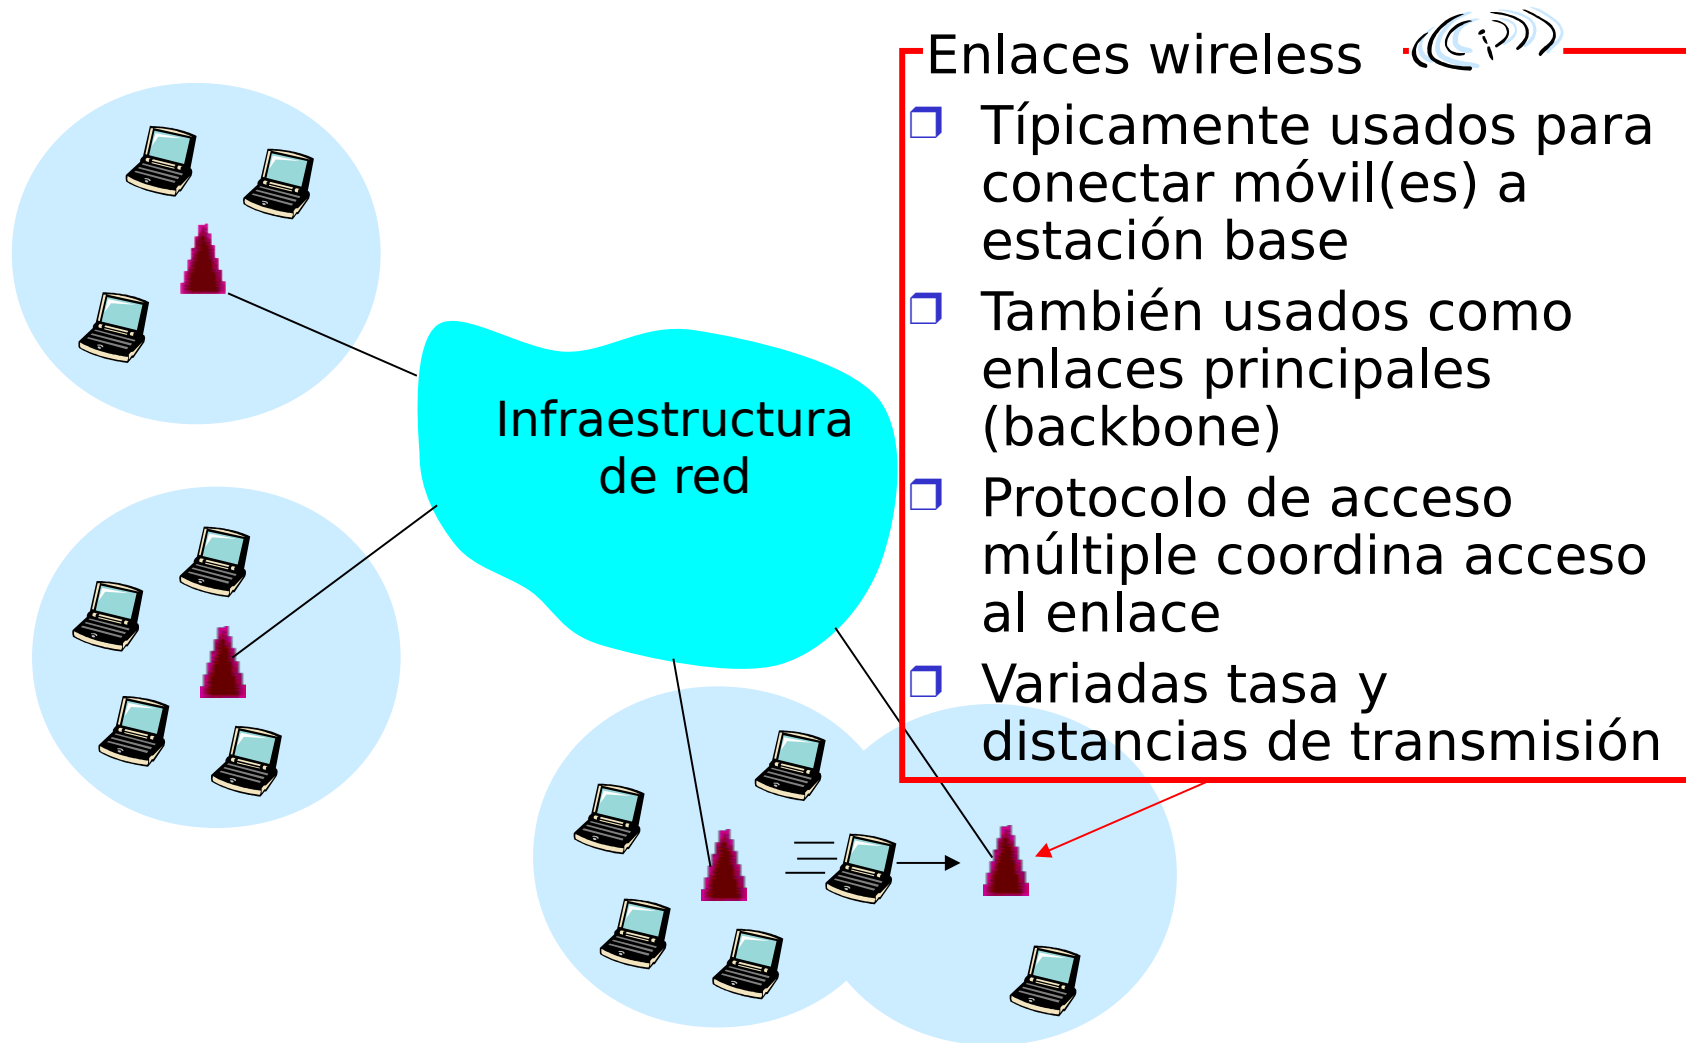 Enlaces wireless
Típicamente usados para
conectar móvil(es) a
estación base
También usados como
enlaces principales
(backbone)
Protocolo de acceso
múltiple coordina acceso
al enlace
Variadas tasa y
distancias de transmisión
Infraestructura
de red